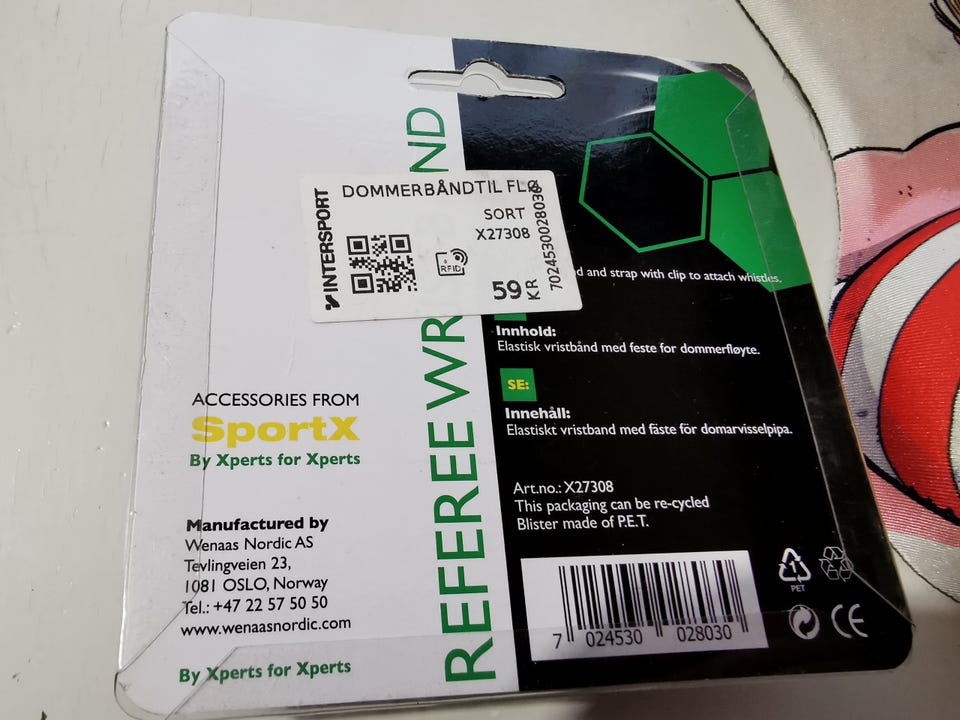 INTERSPORT
DOMMERBÅNDTIL FLØ
SORT
X27308
RFID
59 KR
7024530028030
REFEREE
d and strap with clip to attach whistles.
Innhold:
Elastisk vristbånd med feste for dommerfløyte.
SE:
Innehåll:
Elastiskt vristband med fäste för domarvisselpipa.
Art.no.: X27308
This packaging can be re-cycled
Blister made of P.E.T.
ACCESSORIES FROM
SportX
By Xperts for Xperts
Manufactured by
Wenaas Nordic AS
Tevlingveien 23,
1081 OSLO, Norway
Tel.: +47 22 57 50 50
www.wenaasnordic.com
By Xperts for Xperts
7 024530 028030
1
PET
CE